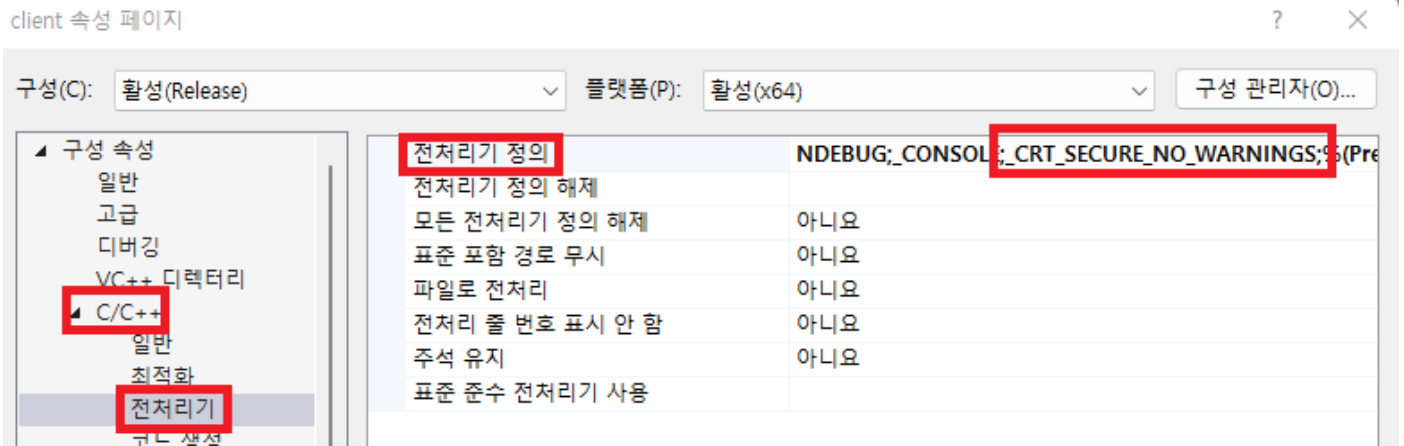 client 속성 페이지 ? ×
구성(C): 활성(Release) 플랫폼(P): 활성(x64) 구성 관리자(O)...
구성 속성
일반
고급
디버깅
VC++ 디렉터리
C/C++
일반
최적화
전처리기
코드 생성
전처리기 정의 NDEBUG;_CONSOLE;_CRT_SECURE_NO_WARNINGS;%(Pre
전처리기 정의 해제
모든 전처리기 정의 해제 아니요
표준 포함 경로 무시 아니요
파일로 전처리 아니요
전처리 줄 번호 표시 안 함 아니요
주석 유지 아니요
표준 준수 전처리기 사용